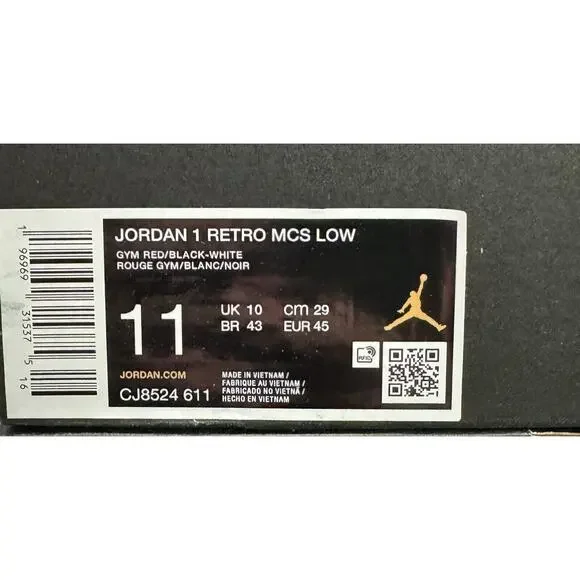 JORDAN 1 RETRO MCS LOW
GYM RED/BLACK-WHITE
ROUGE GYM/BLANC/NOIR
11
UK 10 cm 29
BR 43 EUR 45
JORDAN.COM
CJ8524 611
MADE IN VIETNAM /
FABRIQUE AU VIETNAM /
FABRICADO NO VIETNÃ /
HECHO EN VIETNAM
RFID
1 96969 31537 5 16